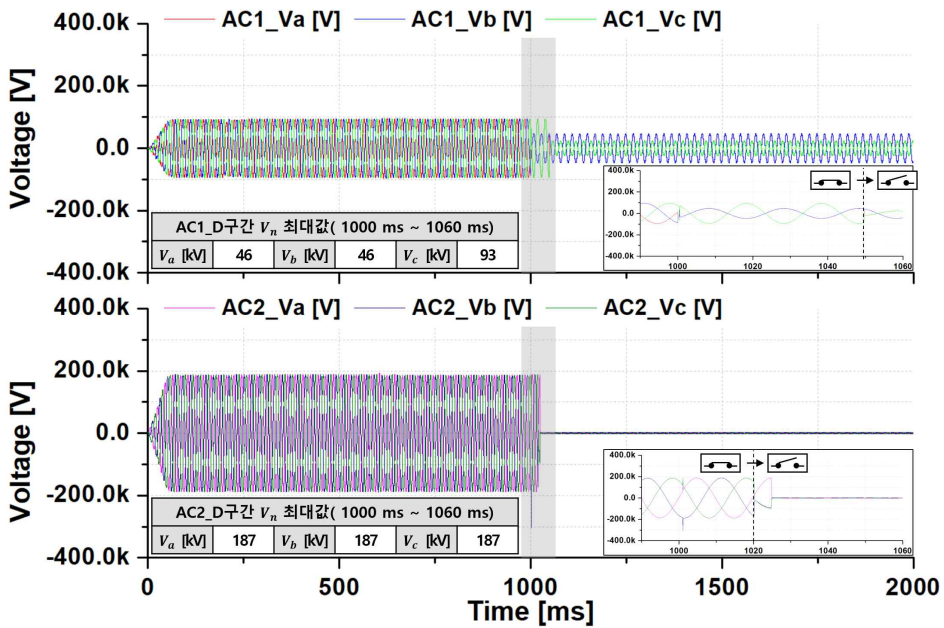 AC1_Va [V] AC1_Vb [V] AC1_Vc [V]
400.0k
200.0k
0.0
-200.0k
-400.0k
Voltage [V]
AC1_D구간 Vn 최대값( 1000 ms ~ 1060 ms)
Va [kV] 46 Vb [kV] 46 Vc [kV] 93
400.0k
200.0k
0.0
-200.0k
-400.0k
1000 1020 1040 1060
AC2_Va [V] AC2_Vb [V] AC2_Vc [V]
400.0k
200.0k
0.0
-200.0k
-400.0k
Voltage [V]
AC2_D구간 Vn 최대값( 1000 ms ~ 1060 ms)
Va [kV] 187 Vb [kV] 187 Vc [kV] 187
400.0k
200.0k
0.0
-200.0k
-400.0k
1000 1020 1040 1060
0 500 1000 1500 2000
Time [ms]